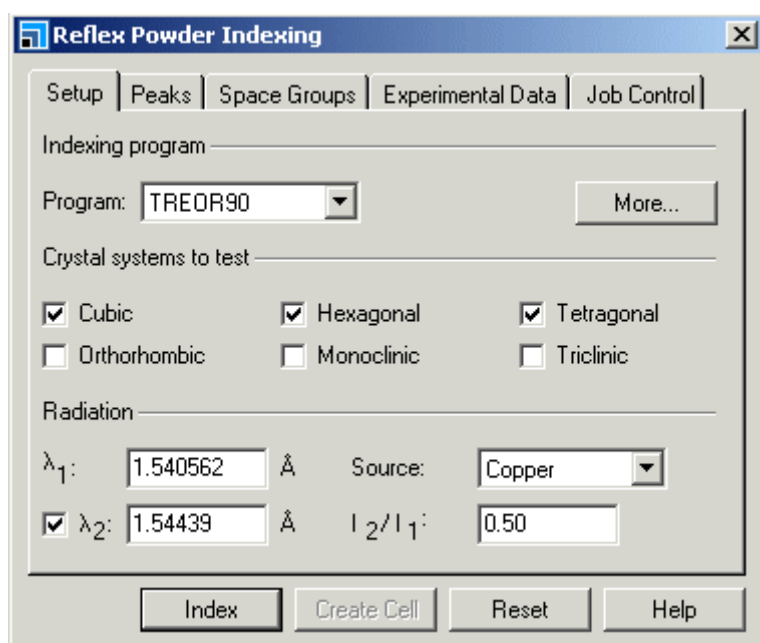 Reflex Powder Indexing
Setup Peaks Space Groups Experimental Data Job Control
Indexing program
Program: TREOR90 More...
Crystal systems to test
Cubic Hexagonal Tetragonal
Orthorhombic Monoclinic Triclinic
Radiation
λ1: 1.540562 Å Source: Copper
λ2: 1.54439 Å I2/I1: 0.50
Index Create Cell Reset Help